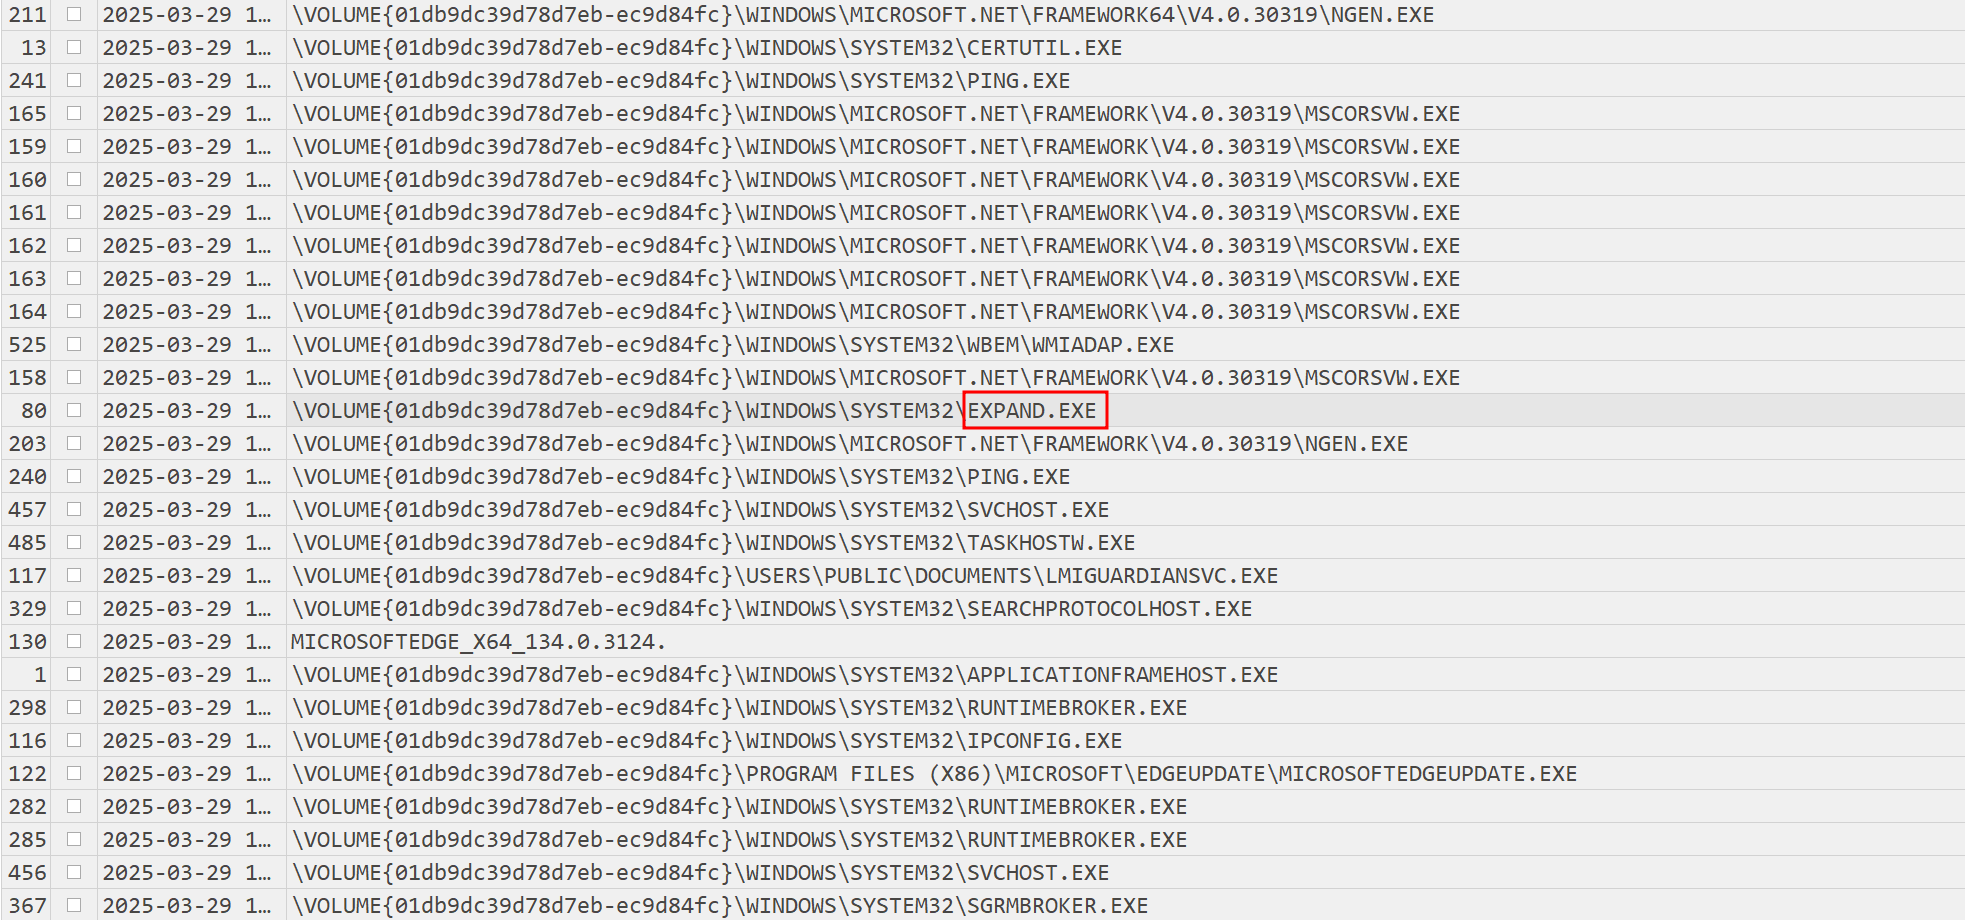 211 2025-03-29 1… \VOLUME{01db9dc39d78d7eb-ec9d84fc}\WINDOWS\MICROSOFT.NET\FRAMEWORK64\V4.0.30319\NGEN.EXE
13 2025-03-29 1… \VOLUME{01db9dc39d78d7eb-ec9d84fc}\WINDOWS\SYSTEM32\CERTUTIL.EXE
241 2025-03-29 1… \VOLUME{01db9dc39d78d7eb-ec9d84fc}\WINDOWS\SYSTEM32\PING.EXE
165 2025-03-29 1… \VOLUME{01db9dc39d78d7eb-ec9d84fc}\WINDOWS\MICROSOFT.NET\FRAMEWORK\V4.0.30319\MSCORSVW.EXE
159 2025-03-29 1… \VOLUME{01db9dc39d78d7eb-ec9d84fc}\WINDOWS\MICROSOFT.NET\FRAMEWORK\V4.0.30319\MSCORSVW.EXE
160 2025-03-29 1… \VOLUME{01db9dc39d78d7eb-ec9d84fc}\WINDOWS\MICROSOFT.NET\FRAMEWORK\V4.0.30319\MSCORSVW.EXE
161 2025-03-29 1… \VOLUME{01db9dc39d78d7eb-ec9d84fc}\WINDOWS\MICROSOFT.NET\FRAMEWORK\V4.0.30319\MSCORSVW.EXE
162 2025-03-29 1… \VOLUME{01db9dc39d78d7eb-ec9d84fc}\WINDOWS\MICROSOFT.NET\FRAMEWORK\V4.0.30319\MSCORSVW.EXE
163 2025-03-29 1… \VOLUME{01db9dc39d78d7eb-ec9d84fc}\WINDOWS\MICROSOFT.NET\FRAMEWORK\V4.0.30319\MSCORSVW.EXE
164 2025-03-29 1… \VOLUME{01db9dc39d78d7eb-ec9d84fc}\WINDOWS\MICROSOFT.NET\FRAMEWORK\V4.0.30319\MSCORSVW.EXE
525 2025-03-29 1… \VOLUME{01db9dc39d78d7eb-ec9d84fc}\WINDOWS\SYSTEM32\WBEM\WMIADAP.EXE
158 2025-03-29 1… \VOLUME{01db9dc39d78d7eb-ec9d84fc}\WINDOWS\MICROSOFT.NET\FRAMEWORK\V4.0.30319\MSCORSVW.EXE
80 2025-03-29 1… \VOLUME{01db9dc39d78d7eb-ec9d84fc}\WINDOWS\SYSTEM32\EXPAND.EXE
203 2025-03-29 1… \VOLUME{01db9dc39d78d7eb-ec9d84fc}\WINDOWS\MICROSOFT.NET\FRAMEWORK\V4.0.30319\NGEN.EXE
240 2025-03-29 1… \VOLUME{01db9dc39d78d7eb-ec9d84fc}\WINDOWS\SYSTEM32\PING.EXE
457 2025-03-29 1… \VOLUME{01db9dc39d78d7eb-ec9d84fc}\WINDOWS\SYSTEM32\SVCHOST.EXE
485 2025-03-29 1… \VOLUME{01db9dc39d78d7eb-ec9d84fc}\WINDOWS\SYSTEM32\TASKHOSTW.EXE
117 2025-03-29 1… \VOLUME{01db9dc39d78d7eb-ec9d84fc}\USERS\PUBLIC\DOCUMENTS\LMIGUARDIANSVC.EXE
329 2025-03-29 1… \VOLUME{01db9dc39d78d7eb-ec9d84fc}\WINDOWS\SYSTEM32\SEARCHPROTOCOLHOST.EXE
130 2025-03-29 1… MICROSOFTEDGE_X64_134.0.3124.
1 2025-03-29 1… \VOLUME{01db9dc39d78d7eb-ec9d84fc}\WINDOWS\SYSTEM32\APPLICATIONFRAMEHOST.EXE
298 2025-03-29 1… \VOLUME{01db9dc39d78d7eb-ec9d84fc}\WINDOWS\SYSTEM32\RUNTIMEBROKER.EXE
116 2025-03-29 1… \VOLUME{01db9dc39d78d7eb-ec9d84fc}\WINDOWS\SYSTEM32\IPCONFIG.EXE
122 2025-03-29 1… \VOLUME{01db9dc39d78d7eb-ec9d84fc}\PROGRAM FILES (X86)\MICROSOFT\EDGEUPDATE\MICROSOFTEDGEUPDATE.EXE
282 2025-03-29 1… \VOLUME{01db9dc39d78d7eb-ec9d84fc}\WINDOWS\SYSTEM32\RUNTIMEBROKER.EXE
285 2025-03-29 1… \VOLUME{01db9dc39d78d7eb-ec9d84fc}\WINDOWS\SYSTEM32\RUNTIMEBROKER.EXE
456 2025-03-29 1… \VOLUME{01db9dc39d78d7eb-ec9d84fc}\WINDOWS\SYSTEM32\SVCHOST.EXE
367 2025-03-29 1… \VOLUME{01db9dc39d78d7eb-ec9d84fc}\WINDOWS\SYSTEM32\SGRMBROKER.EXE